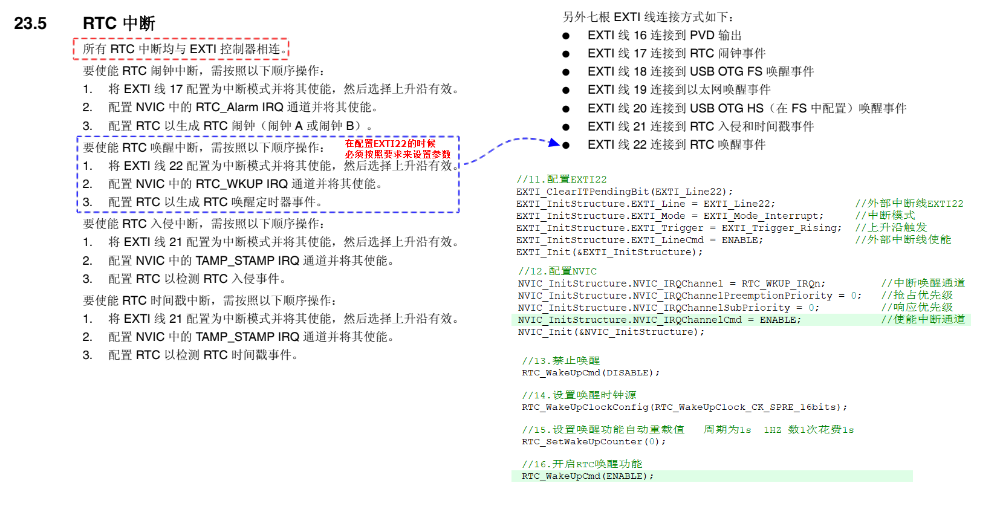 23.5 RTC 中断
所有 RTC 中断均与 EXTI 控制器相连。
要使能 RTC 闹钟中断，需按照以下顺序操作：
1. 将 EXTI 线 17 配置为中断模式并将其使能，然后选择上升沿有效。
2. 配置 NVIC 中的 RTC_Alarm IRQ 通道并将其使能。
3. 配置 RTC 以生成 RTC 闹钟（闹钟 A 或闹钟 B）。
要使能 RTC 唤醒中断，需按照以下顺序操作：
在配置EXTI22的时候
必须按照要求来设置参数
1. 将 EXTI 线 22 配置为中断模式并将其使能，然后选择上升沿有效。
2. 配置 NVIC 中的 RTC_WKUP IRQ 通道并将其使能。
3. 配置 RTC 以生成 RTC 唤醒定时器事件。
要使能 RTC 入侵中断，需按照以下顺序操作：
1. 将 EXTI 线 21 配置为中断模式并将其使能，然后选择上升沿有效。
2. 配置 NVIC 中的 TAMP_STAMP IRQ 通道并将其使能。
3. 配置 RTC 以检测 RTC 入侵事件。
要使能 RTC 时间戳中断，需按照以下顺序操作：
1. 将 EXTI 线 21 配置为中断模式并将其使能，然后选择上升沿有效。
2. 配置 NVIC 中的 TAMP_STAMP IRQ 通道并将其使能。
3. 配置 RTC 以检测 RTC 时间戳事件。
另外七根 EXTI 线连接方式如下：
● EXTI 线 16 连接到 PVD 输出
● EXTI 线 17 连接到 RTC 闹钟事件
● EXTI 线 18 连接到 USB OTG FS 唤醒事件
● EXTI 线 19 连接到以太网唤醒事件
● EXTI 线 20 连接到 USB OTG HS（在 FS 中配置）唤醒事件
● EXTI 线 21 连接到 RTC 入侵和时间戳事件
● EXTI 线 22 连接到 RTC 唤醒事件
//11.配置EXTI22
EXTI_ClearITPendingBit(EXTI_Line22);
EXTI_InitStructure.EXTI_Line = EXTI_Line22; //外部中断线EXTI22
EXTI_InitStructure.EXTI_Mode = EXTI_Mode_Interrupt; //中断模式
EXTI_InitStructure.EXTI_Trigger = EXTI_Trigger_Rising; //上升沿触发
EXTI_InitStructure.EXTI_LineCmd = ENABLE; //外部中断线使能
EXTI_Init(&EXTI_InitStructure);
//12.配置NVIC
NVIC_InitStructure.NVIC_IRQChannel = RTC_WKUP_IRQn; //中断唤醒通道
NVIC_InitStructure.NVIC_IRQChannelPreemptionPriority = 0; //抢占优先级
NVIC_InitStructure.NVIC_IRQChannelSubPriority = 0; //响应优先级
NVIC_InitStructure.NVIC_IRQChannelCmd = ENABLE; //使能中断通道
NVIC_Init(&NVIC_InitStructure);
//13.禁止唤醒
RTC_WakeUpCmd(DISABLE);
//14.设置唤醒时钟源
RTC_WakeUpClockConfig(RTC_WakeUpClock_CK_SPRE_16bits);
//15.设置唤醒功能自动重载值 周期为1s 1HZ 数1次花费1s
RTC_SetWakeUpCounter(0);
//16.开启RTC唤醒功能
RTC_WakeUpCmd(ENABLE);